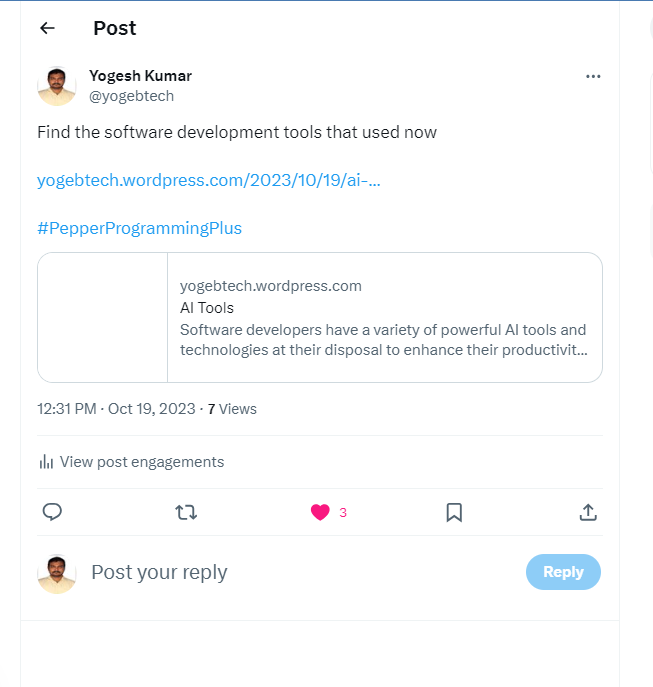 Post
Yogesh Kumar
@yogebtech
Find the software development tools that used now
yogebtech.wordpress.com/2023/10/19/ai-...
#PepperProgrammingPlus
yogebtech.wordpress.com
AI Tools
Software developers have a variety of powerful AI tools and
technologies at their disposal to enhance their productivit...
12:31 PM · Oct 19, 2023 · 7 Views
View post engagements
3
Post your reply
Reply